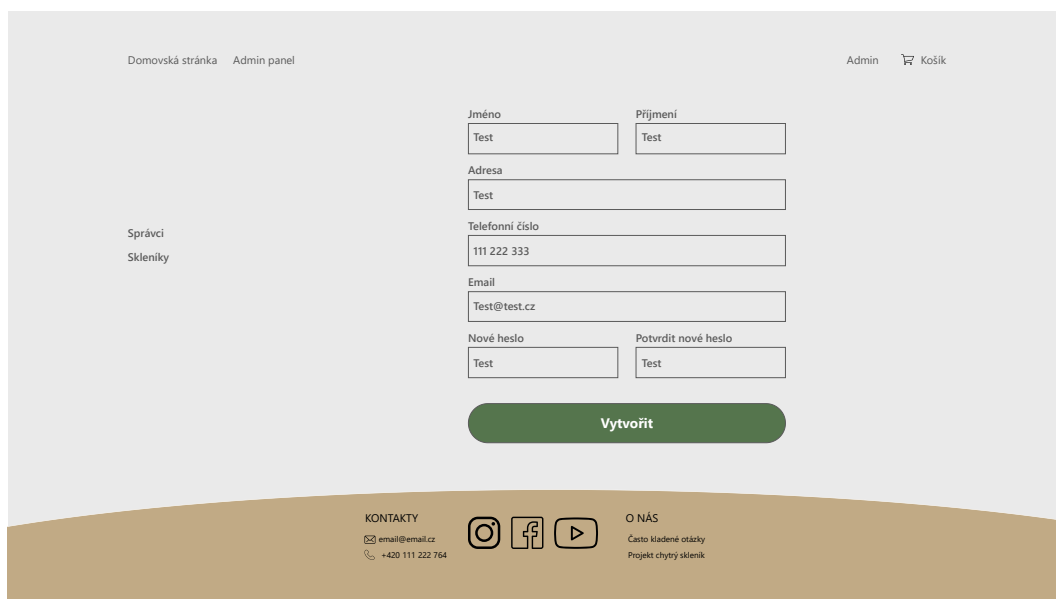 Domovská stránka Admin panel Admin Košík
Jméno Příjmení
Test Test
Adresa
Test
Správci
Skleníky
Telefonní číslo
111 222 333
Email
Test@test.cz
Nové heslo Potvrdit nové heslo
Test Test
Vytvořit
KONTAKTY
email@email.cz
+420 111 222 764
O NÁS
Často kladené otázky
Projekt chytrý skleník